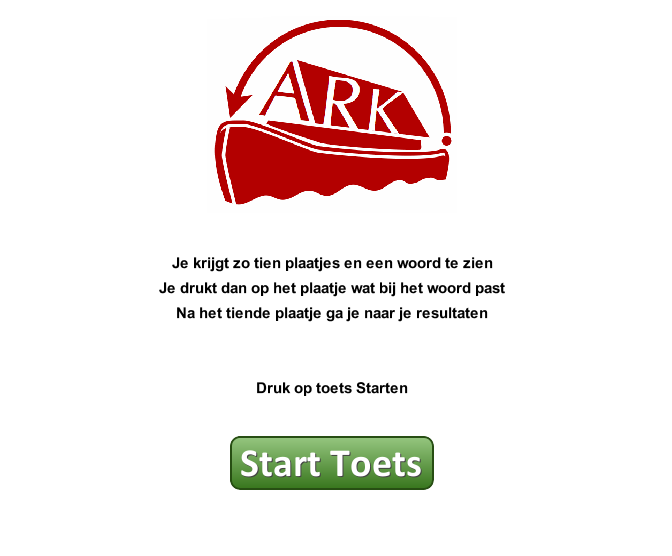 ARK
Je krijgt zo tien plaatjes en een woord te zien
Je drukt dan op het plaatje wat bij het woord past
Na het tiende plaatje ga je naar je resultaten
Druk op toets Starten
Start Toets